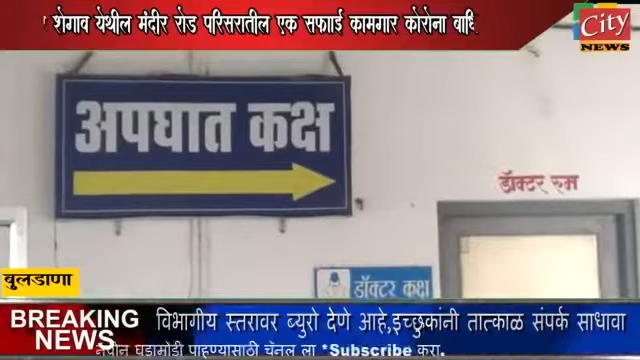 शेगाव येथील मंदीर रोड परिसरातील एक सफाई कामगार कोरोना बाधि
City
NEWS
अपघात कक्ष
डॉक्टर रुम
डॉक्टर कक्ष
बुलडाणा
BREAKING
NEWS
विभागीय स्तरावर ब्युरो देणे आहे,इच्छुकांनी तात्काळ संपर्क साधावा
नवीन घडामोडी पाहण्यासाठी चॅनल ला *Subscribe करा.